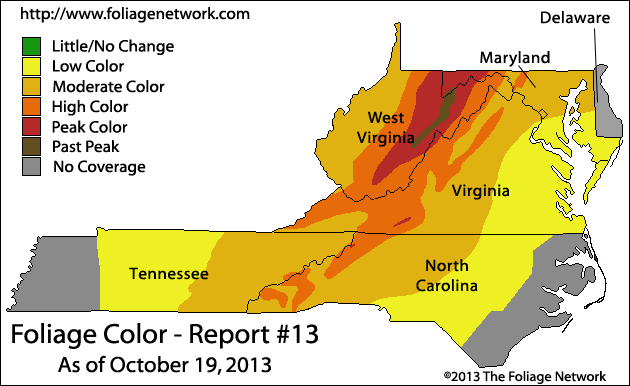 http://www.foliagenetwork.com
Little/No Change
Low Color
Moderate Color
High Color
Peak Color
Past Peak
No Coverage
Delaware
Maryland
West
Virginia
Virginia
Tennessee
North
Carolina
Foliage Color - Report #13
As of October 19, 2013
©2013 The Foliage Network